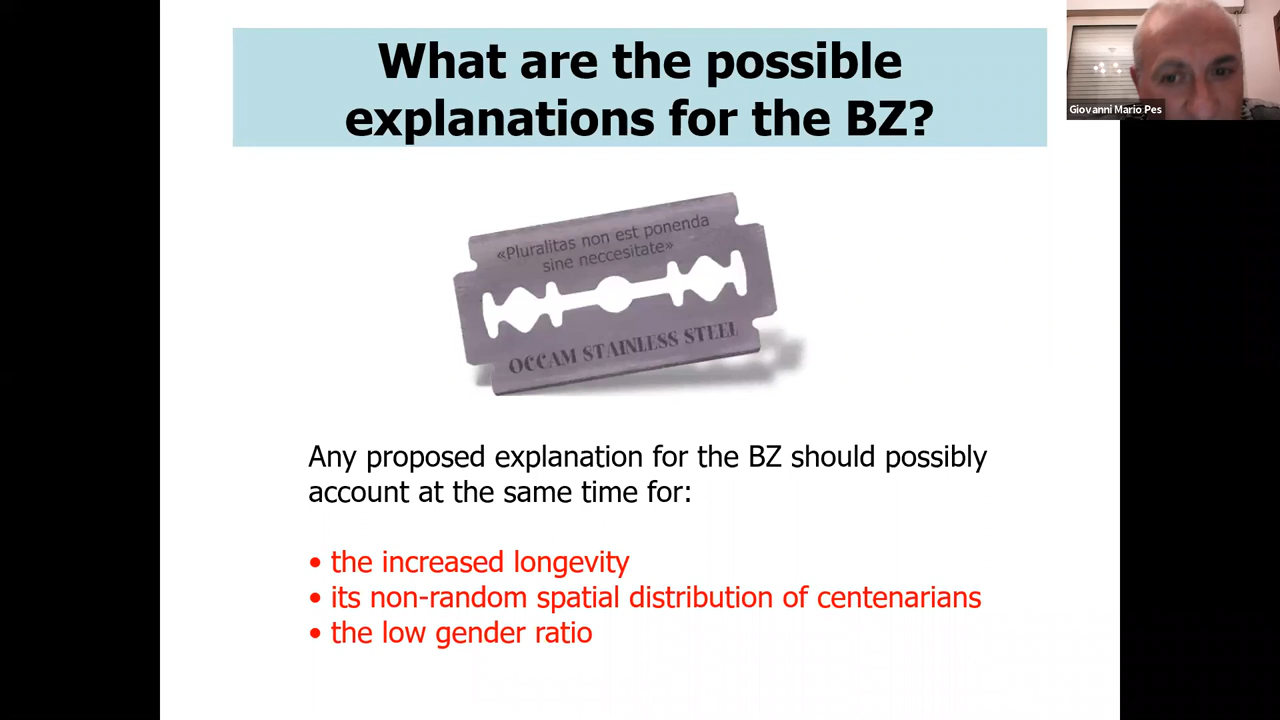 What are the possible
explanations for the BZ?
Giovanni Mario Pes
«Pluralitas non est ponenda
sine neccesitate»
OCCAM STAINLESS STEEL
Any proposed explanation for the BZ should possibly
account at the same time for:
• the increased longevity
• its non-random spatial distribution of centenarians
• the low gender ratio